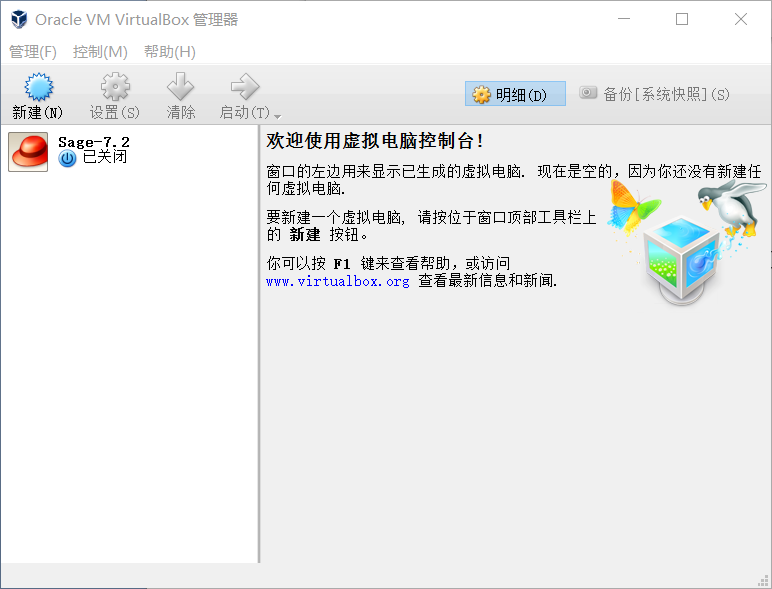 Oracle VM VirtualBox 管理器
管理(F) 控制(M) 帮助(H)
新建(N) 设置(S) 清除 启动(T) 明细(D) 备份[系统快照](S)
Sage-7.2
已关闭
欢迎使用虚拟电脑控制台!
窗口的左边用来显示已生成的虚拟电脑. 现在是空的，因为你还没有新建任
何虚拟电脑.
要新建一个虚拟电脑, 请按位于窗口顶部工具栏上
的 新建 按钮。
你可以按 F1 键来查看帮助，或访问
www.virtualbox.org 查看最新信息和新闻.